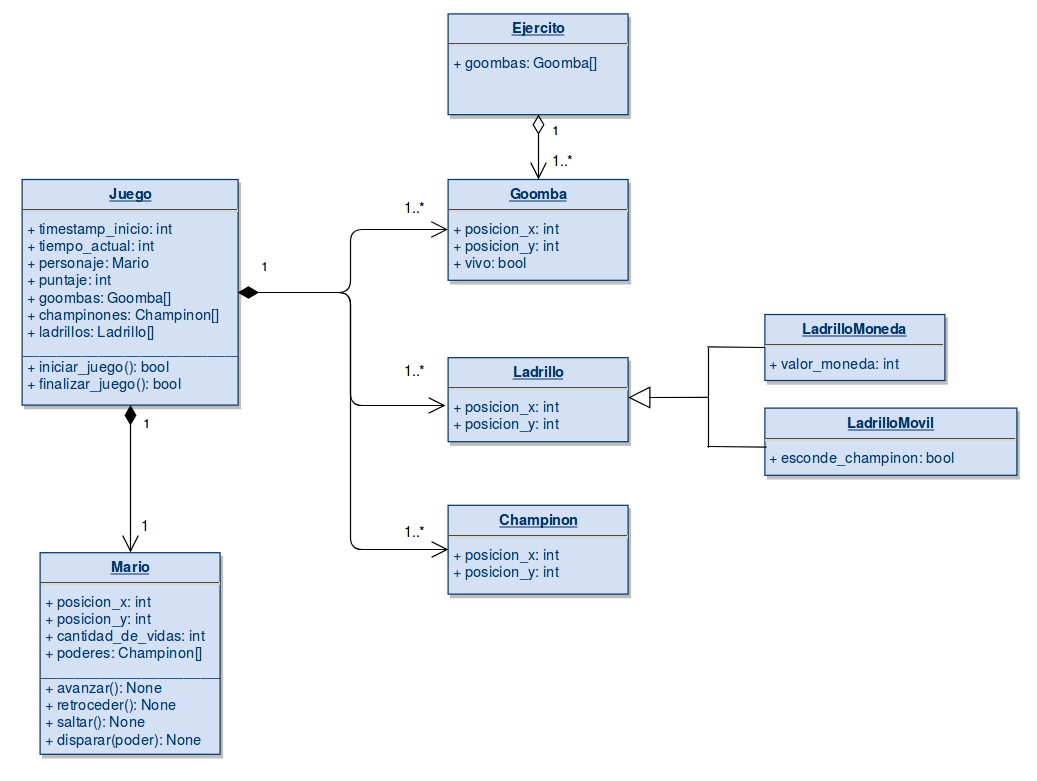 Ejercito
+ goombas: Goomba[]
1
1..*
Juego
+ timestamp_inicio: int
+ tiempo_actual: int
+ personaje: Mario
+ puntaje: int
+ goombas: Goomba[]
+ champinones: Champinon[]
+ ladrillos: Ladrillo[]
+ iniciar_juego(): bool
+ finalizar_juego(): bool
1
1..*
Goomba
+ posicion_x: int
+ posicion_y: int
+ vivo: bool
1..*
Ladrillo
+ posicion_x: int
+ posicion_y: int
LadrilloMoneda
+ valor_moneda: int
LadrilloMovil
+ esconde_champinon: bool
1..*
Champinon
+ posicion_x: int
+ posicion_y: int
1
1
Mario
+ posicion_x: int
+ posicion_y: int
+ cantidad_de_vidas: int
+ poderes: Champinon[]
+ avanzar(): None
+ retroceder(): None
+ saltar(): None
+ disparar(poder): None